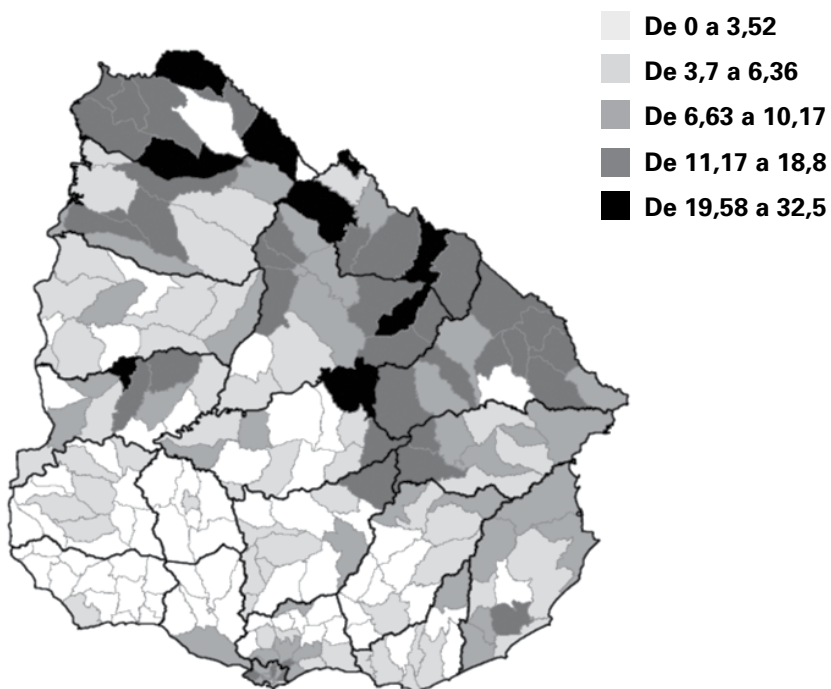 De 0 a 3,52
De 3,7 a 6,36
De 6,63 a 10,17
De 11,17 a 18,8
De 19,58 a 32,5